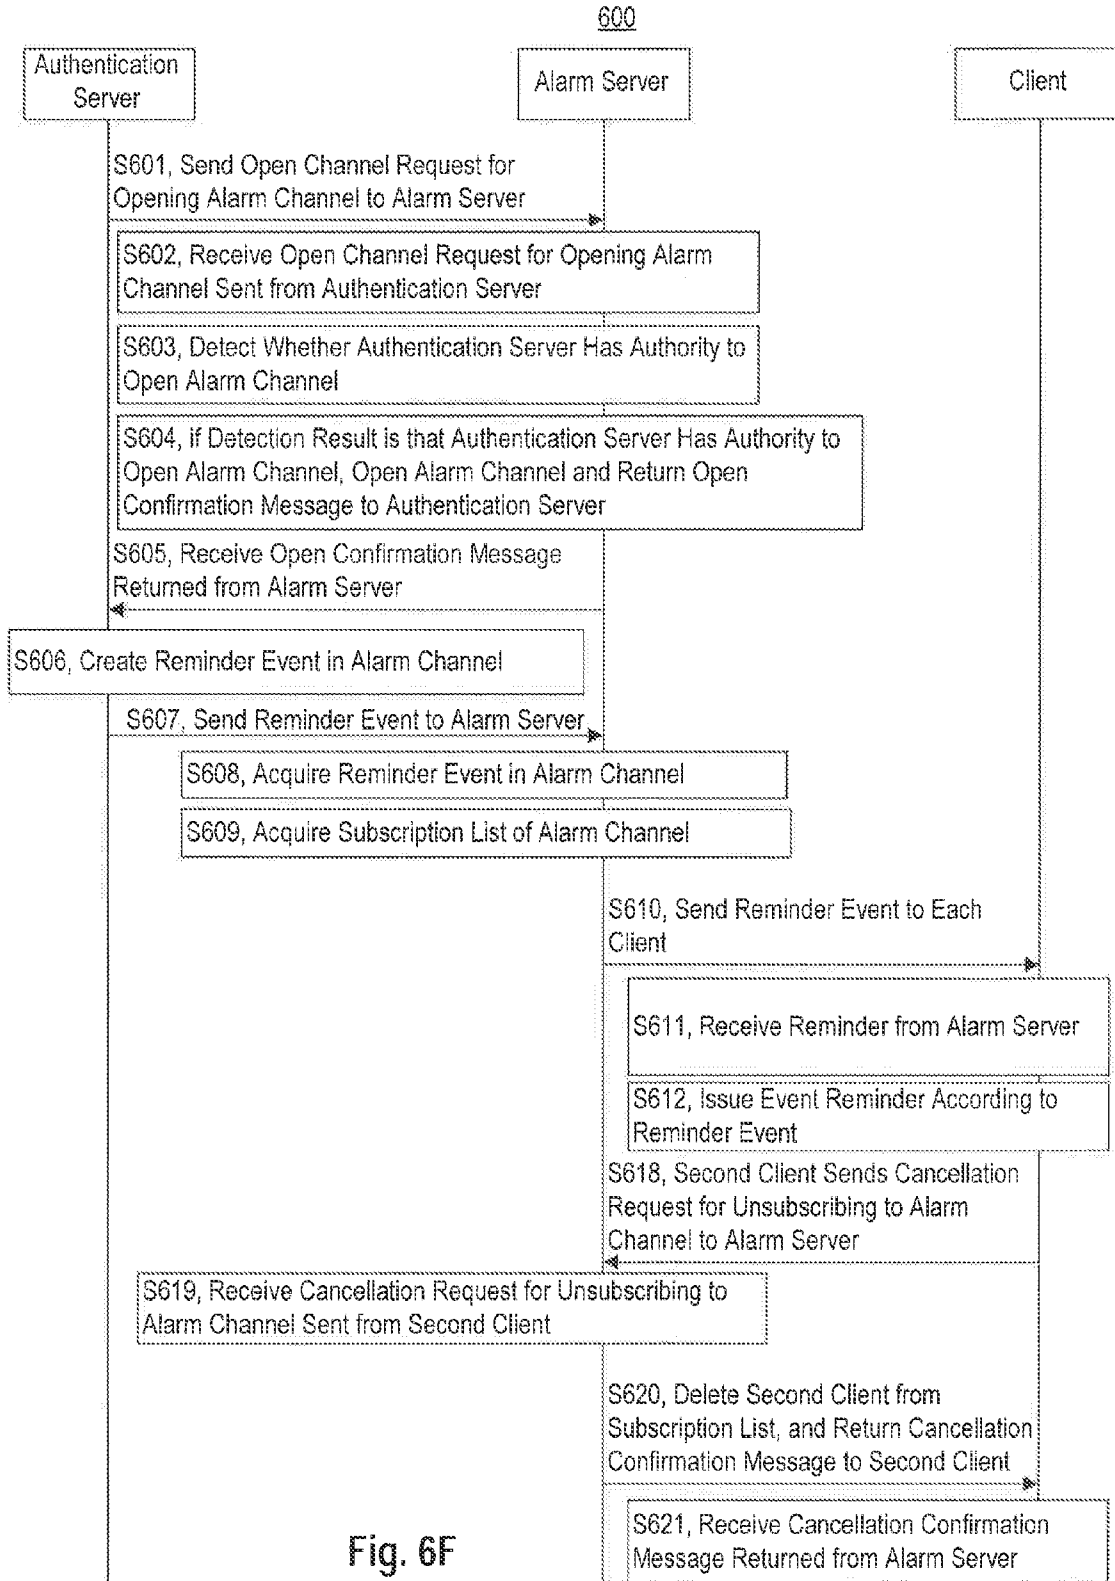 600
Authentication
Server
Alarm Server
Client
S601, Send Open Channel Request for
Opening Alarm Channel to Alarm Server
S602, Receive Open Channel Request for Opening Alarm
Channel Sent from Authentication Server
S603, Detect Whether Authentication Server Has Authority to
Open Alarm Channel
S604, if Detection Result is that Authentication Server Has Authority to
Open Alarm Channel, Open Alarm Channel and Return Open
Confirmation Message to Authentication Server
S605, Receive Open Confirmation Message
Returned from Alarm Server
S606, Create Reminder Event in Alarm Channel
S607, Send Reminder Event to Alarm Server
S608, Acquire Reminder Event in Alarm Channel
S609, Acquire Subscription List of Alarm Channel
S610, Send Reminder Event to Each
Client
S611, Receive Reminder from Alarm Server
S612, Issue Event Reminder According to
Reminder Event
S618, Second Client Sends Cancellation
Request for Unsubscribing to Alarm
Channel to Alarm Server
S619, Receive Cancellation Request for Unsubscribing to
Alarm Channel Sent from Second Client
S620, Delete Second Client from
Subscription List, and Return Cancellation
Confirmation Message to Second Client
S621, Receive Cancellation Confirmation
Message Returned from Alarm Server
Fig. 6F